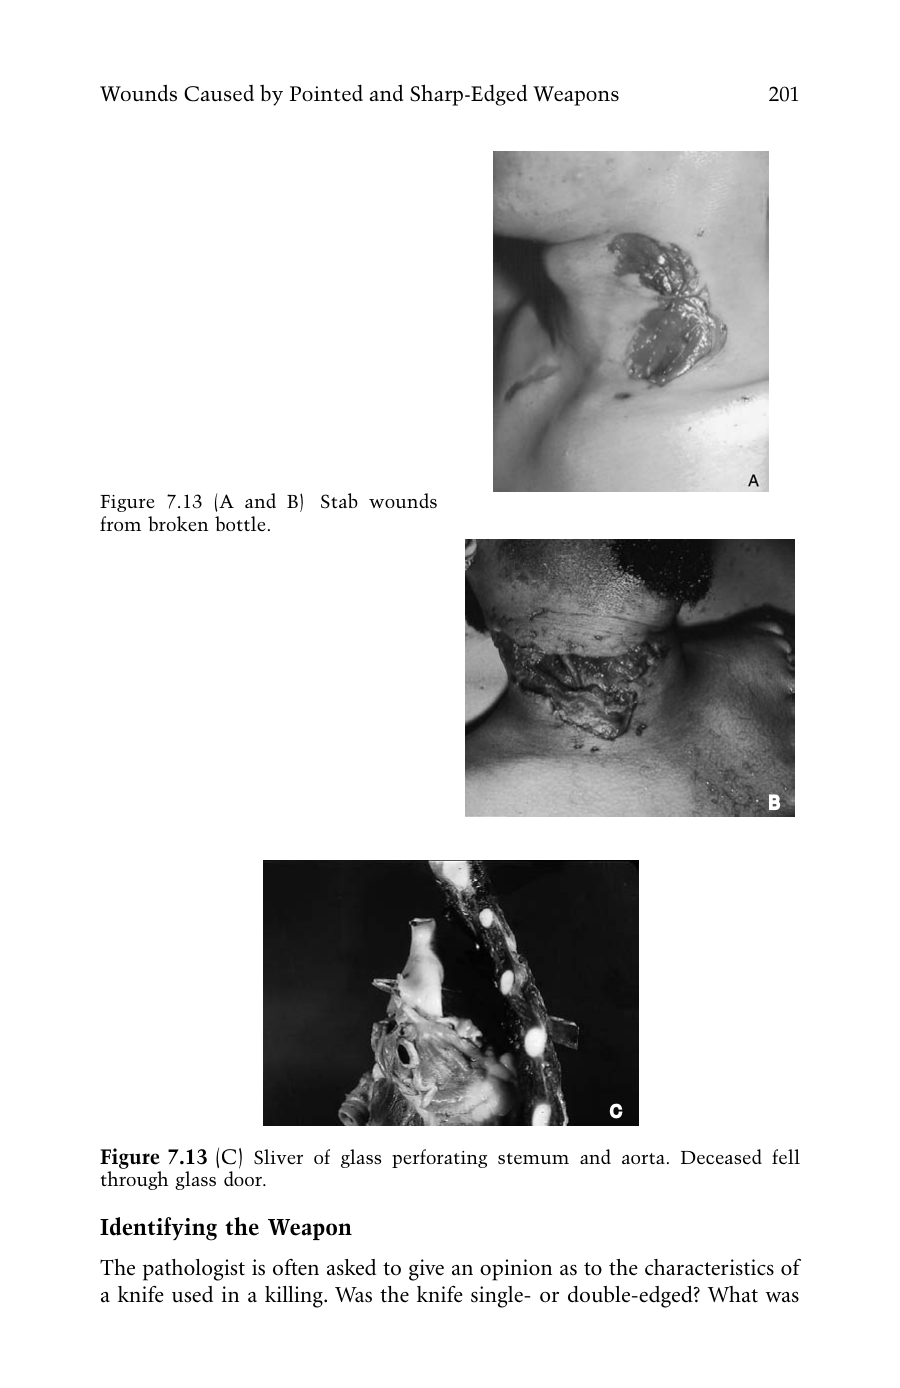 Wounds Caused by Pointed and Sharp-Edged Weapons 201
A
Figure 7.13 (A and B) Stab wounds
from broken bottle.
B
C
Figure 7.13 (C) Sliver of glass perforating stemum and aorta. Deceased fell
through glass door.
Identifying the Weapon
The pathologist is often asked to give an opinion as to the characteristics of
a knife used in a killing. Was the knife single- or double-edged? What was